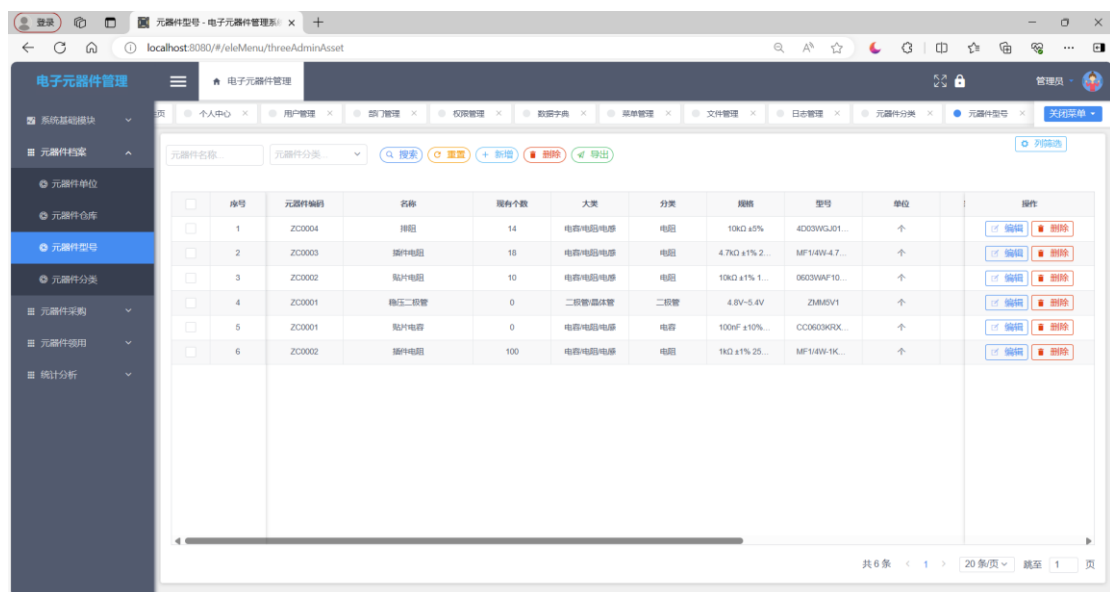 登录 元器件型号 - 电子元器件管理系
localhost:8080/#/eleMenu/threeAdminAsset
电子元器件管理 电子元器件管理 管理员
页 个人中心 × 用户管理 × 部门管理 × 权限管理 × 数据字典 × 菜单管理 × 文件管理 × 日志管理 × 元器件分类 × 元器件型号 × 关闭菜单
系统基础模块
元器件档案
元器件单位
元器件仓库
元器件型号
元器件分类
元器件采购
元器件领用
统计分析
元器件名称... 元器件分类... 搜索 重置 + 新增 删除 导出 列筛选
序号 元器件编码 名称 现有个数 大类 分类 规格 型号 单位 操作
1 ZC0004 排阻 14 电容/电阻/电感 电阻 10kΩ ±5% 4D03WGJ01... 个 编辑 删除
2 ZC0003 插件电阻 18 电容/电阻/电感 电阻 4.7kΩ ±1% 2... MF1/4W-4.7... 个 编辑 删除
3 ZC0002 贴片电阻 10 电容/电阻/电感 电阻 10kΩ ±1% 1... 0603WAF10... 个 编辑 删除
4 ZC0001 稳压二极管 0 二极管/晶体管 二极管 4.8V~5.4V ZMM5V1 个 编辑 删除
5 ZC0001 贴片电容 0 电容/电阻/电感 电容 100nF ±10%... CC0603KRX... 个 编辑 删除
6 ZC0002 插件电阻 100 电容/电阻/电感 电阻 1kΩ ±1% 25... MF1/4W-1K... 个 编辑 删除
共 6 条 < 1 > 20 条/页 跳至 1 页